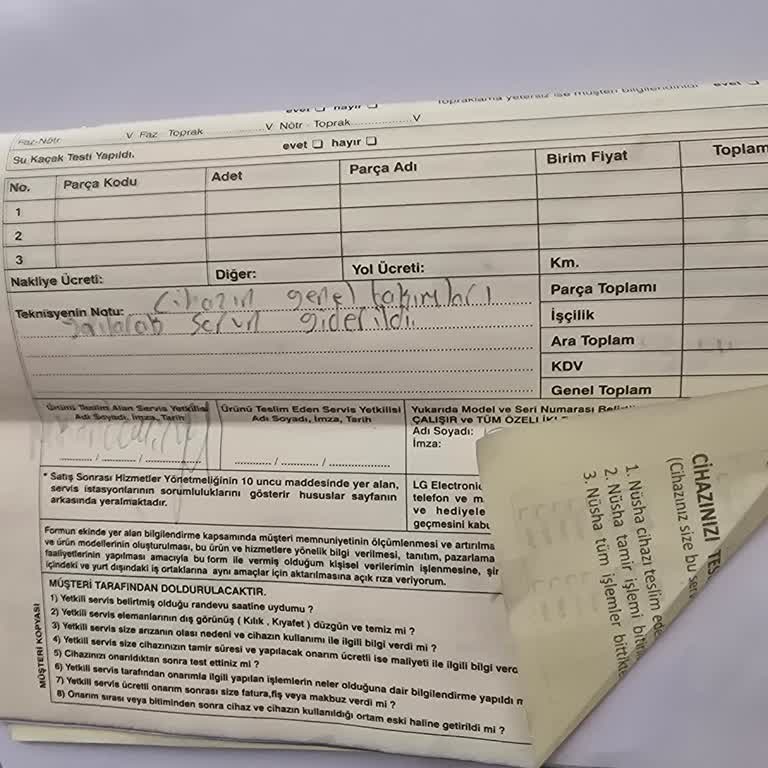 evet ❑ hayır ❑ Topraklama yetersiz ise müşteri bilgilendirildi evet ❑
Faz-Nötr V Faz - Toprak V Nötr - Toprak V
Su Kaçak Testi Yapıldı. evet ❑ hayır ❑
No. Parça Kodu Adet Parça Adı Birim Fiyat Toplam
1
2
3
Nakliye Ücreti: Diğer: Yol Ücreti: Km.
Parça Toplamı
Teknisyenin Notu: Cihazın genel bakımları
yapılarak sorun giderildi.
İşçilik
Ara Toplam
KDV
Genel Toplam
Ürünü Teslim Alan Servis Yetkilisi
Adı Soyadı, İmza, Tarih
Ürünü Teslim Eden Servis Yetkilisi
Adı Soyadı, İmza, Tarih
Yukarıda Model ve Seri Numarası
ÇALIŞIR ve TÜM
Adı Soyadı:
İmza:
* Satış Sonrası Hizmetler Yönetmeliğinin 10 uncu maddesinde yer alan,
servis istasyonlarının sorumluluklarını gösterir hususlar sayfanın
arkasında yeralmaktadır.
LG Electronic
telefon ve m
ve hediyele
geçmesini kabu
Formun ekinde yer alan bilgilendirme kapsamında müşteri memnuniyetinin ölçümlenmesi ve artırılma
ve ürün modellerinin oluşturulması, bu ürün ve hizmetlere yönelik bilgi verilmesi, tanıtım, pazarlama
faaliyetlerinin yapılması amacıyla bu form ile vermiş olduğum kişisel verilerimin işlenmesine, şir
içindeki ve yurt dışındaki iş ortaklarına aynı amaçlar için aktarılmasına açık rıza veriyorum.
MÜŞTERİ KOPYASI
MÜŞTERİ TARAFINDAN DOLDURULACAKTIR.
1) Yetkili servis belirtmiş olduğu randevu saatine uydumu ?
2) Yetkili servis elemanlarının dış görünüş ( Kılık , Kıyafet ) düzgün ve temiz mi ?
3) Yetkili servis size arızanın olası nedeni ve cihazın kullanımı ile ilgili bilgi verdi mi ?
4) Yetkili servis size cihazınızın tamir süresi ve yapılacak onarım ücretli ise maliyeti ile ilgili bilgi verd
5) Cihazınızı onarıldıktan sonra test ettiniz mi ?
6) Yetkili servis tarafından onarımla ilgili yapılan işlemlerin neler olduğuna dair bilgilendirme yapıldı m
7) Yetkili servis ücretli onarım sonrası size fatura,fiş veya makbuz verdi mi ?
8) Onarım sırası veya bitiminden sonra cihaz ve cihazın kullanıldığı ortam eski haline getirildi mi ?
CİHAZINIZI TES
(Cihazınız size bu serv
1. Nüsha cihazı teslim ede
2. Nüsha tamir işlemi biti
3. Nüsha tüm işlemler bittikte